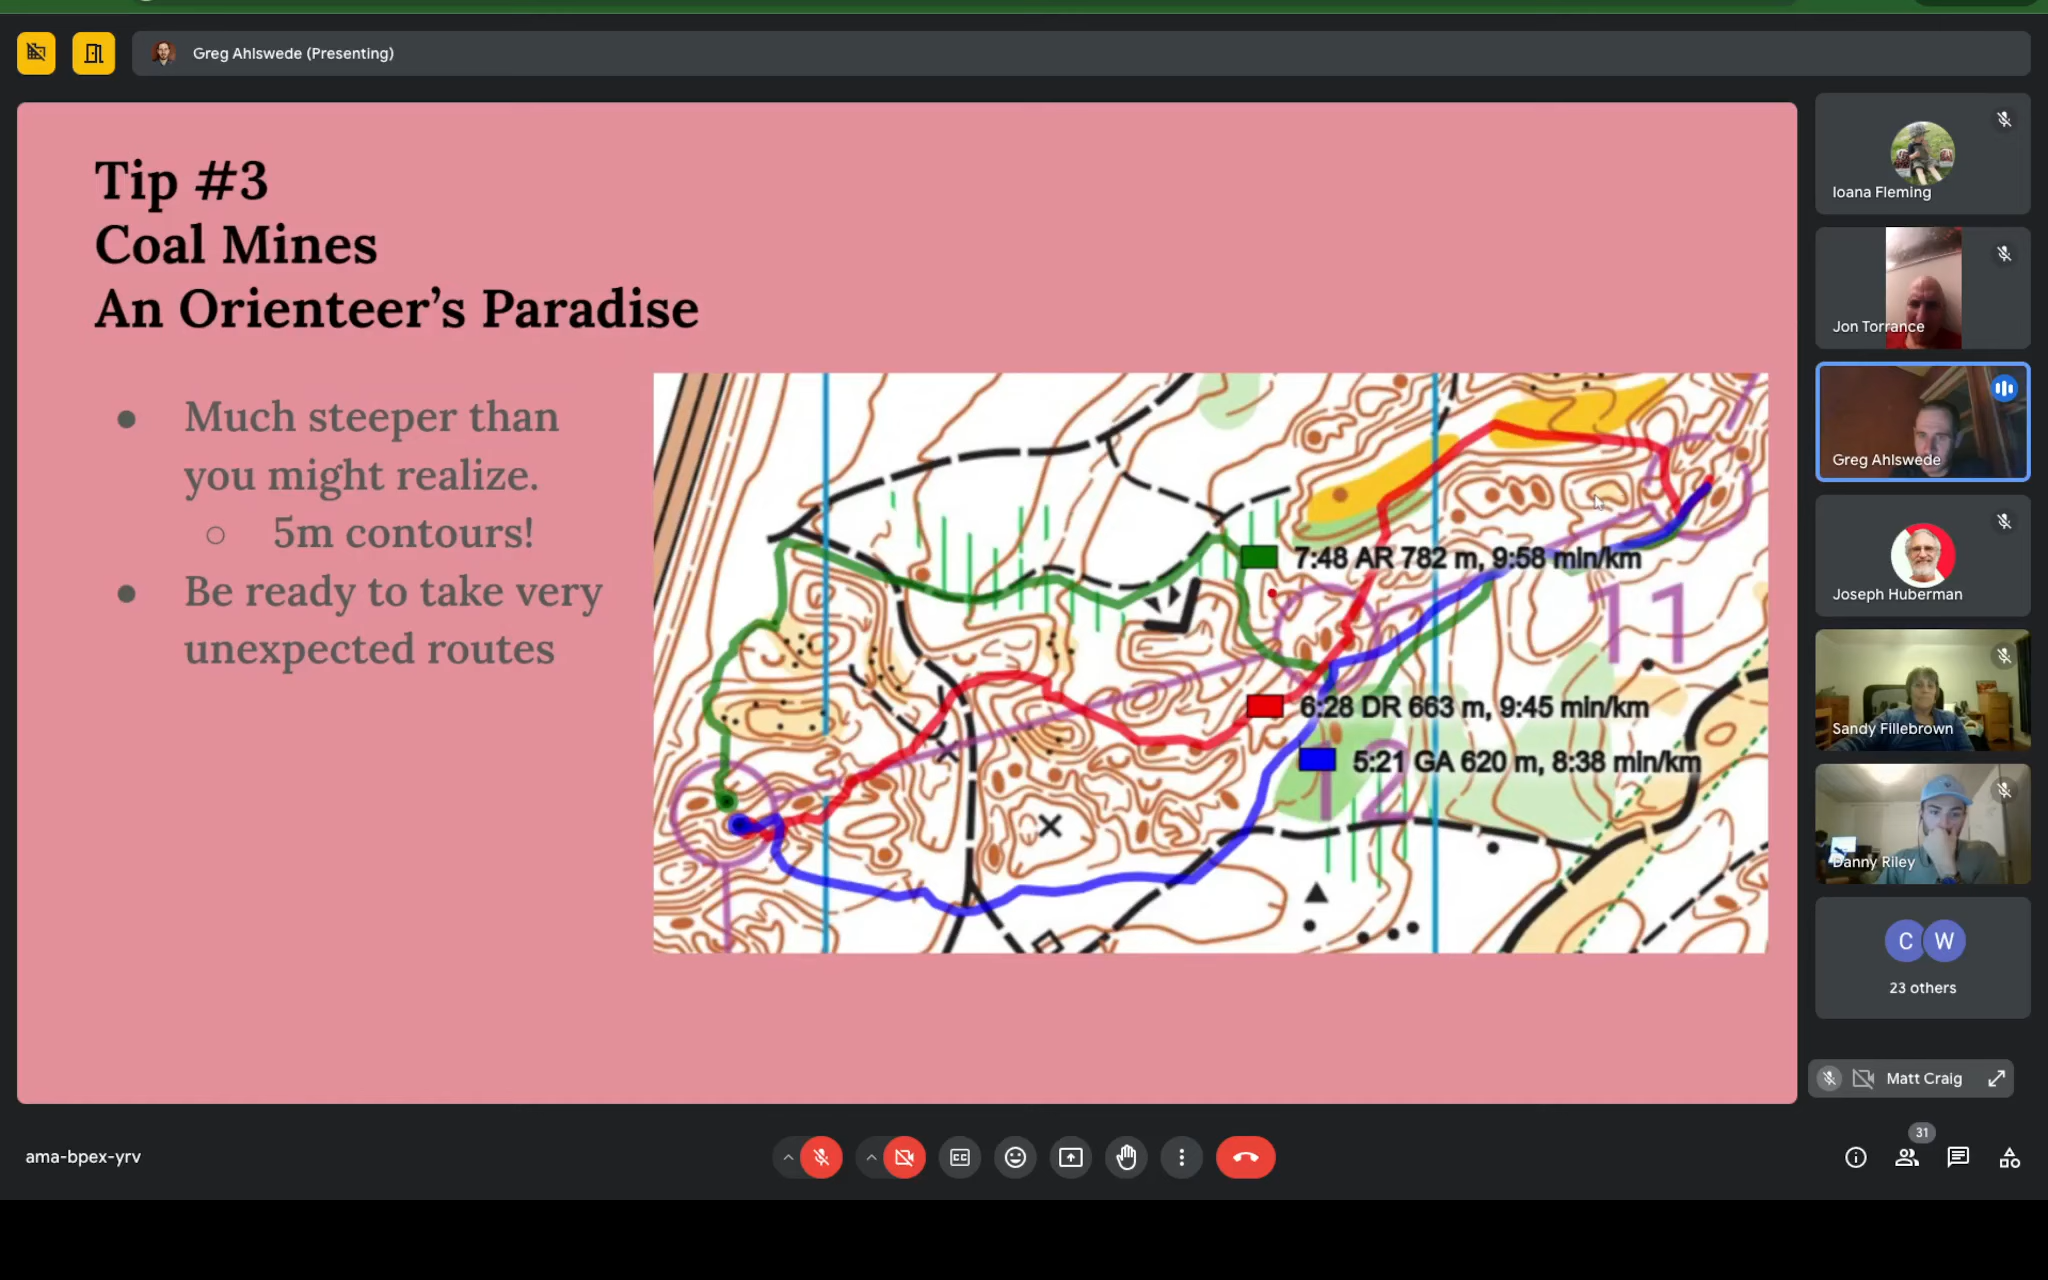 Greg Ahlswede (Presenting)
Tip #3
Coal Mines
An Orienteer’s Paradise
● Much steeper than
you might realize.
○ 5m contours!
● Be ready to take very
unexpected routes
7:48 AR 782 m, 9:58 min/km
11
6:28 DR 663 m, 9:45 min/km
5:21 GA 620 m, 8:38 min/km
12
Ioana Fleming
Jon Torrance
Greg Ahlswede
Joseph Huberman
Sandy Fillebrown
Danny Riley
C W
23 others
Matt Craig
31
ama-bpex-yrv